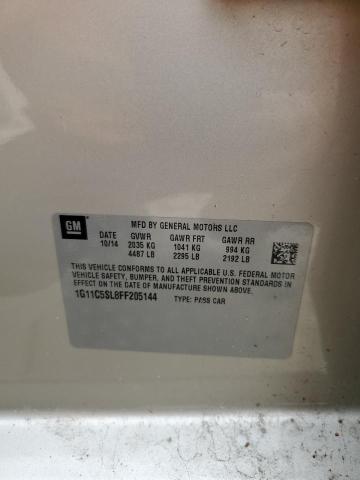 GM
MFD BY GENERAL MOTORS LLC
DATE GVWR GAWR FRT GAWR RR
10/14 2035 KG 1041 KG 994 KG
4487 LB 2295 LB 2192 LB
THIS VEHICLE CONFORMS TO ALL APPLICABLE U.S. FEDERAL MOTOR
VEHICLE SAFETY, BUMPER, AND THEFT PREVENTION STANDARDS IN
EFFECT ON THE DATE OF MANUFACTURE SHOWN ABOVE.
1G11C5SL8FF205144 TYPE: PASS CAR